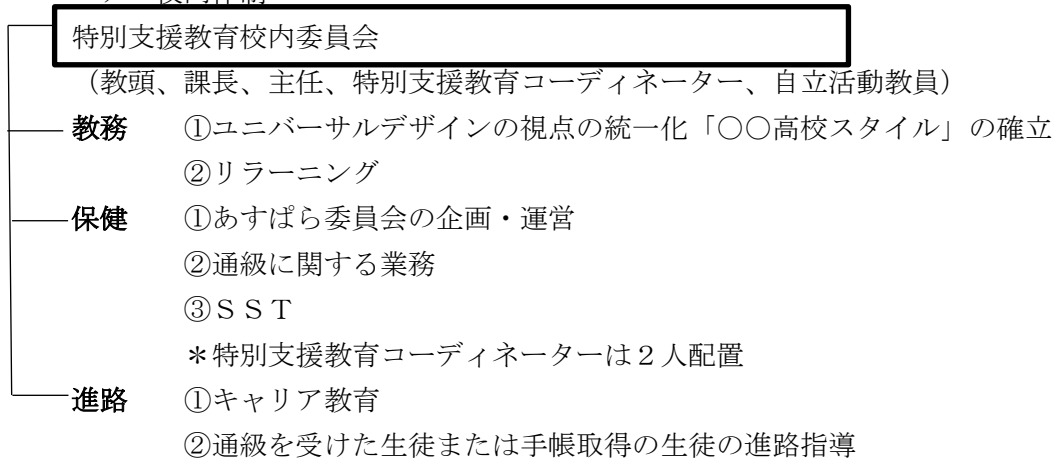 特別支援教育校内委員会
（教頭、課長、主任、特別支援教育コーディネーター、自立活動教員）
教務　①ユニバーサルデザインの視点の統一化「〇〇高校スタイル」の確立
②リラーニング
保健　①あすぱら委員会の企画・運営
②通級に関する業務
③ＳＳＴ
＊特別支援教育コーディネーターは２人配置
進路　①キャリア教育
②通級を受けた生徒または手帳取得の生徒の進路指導